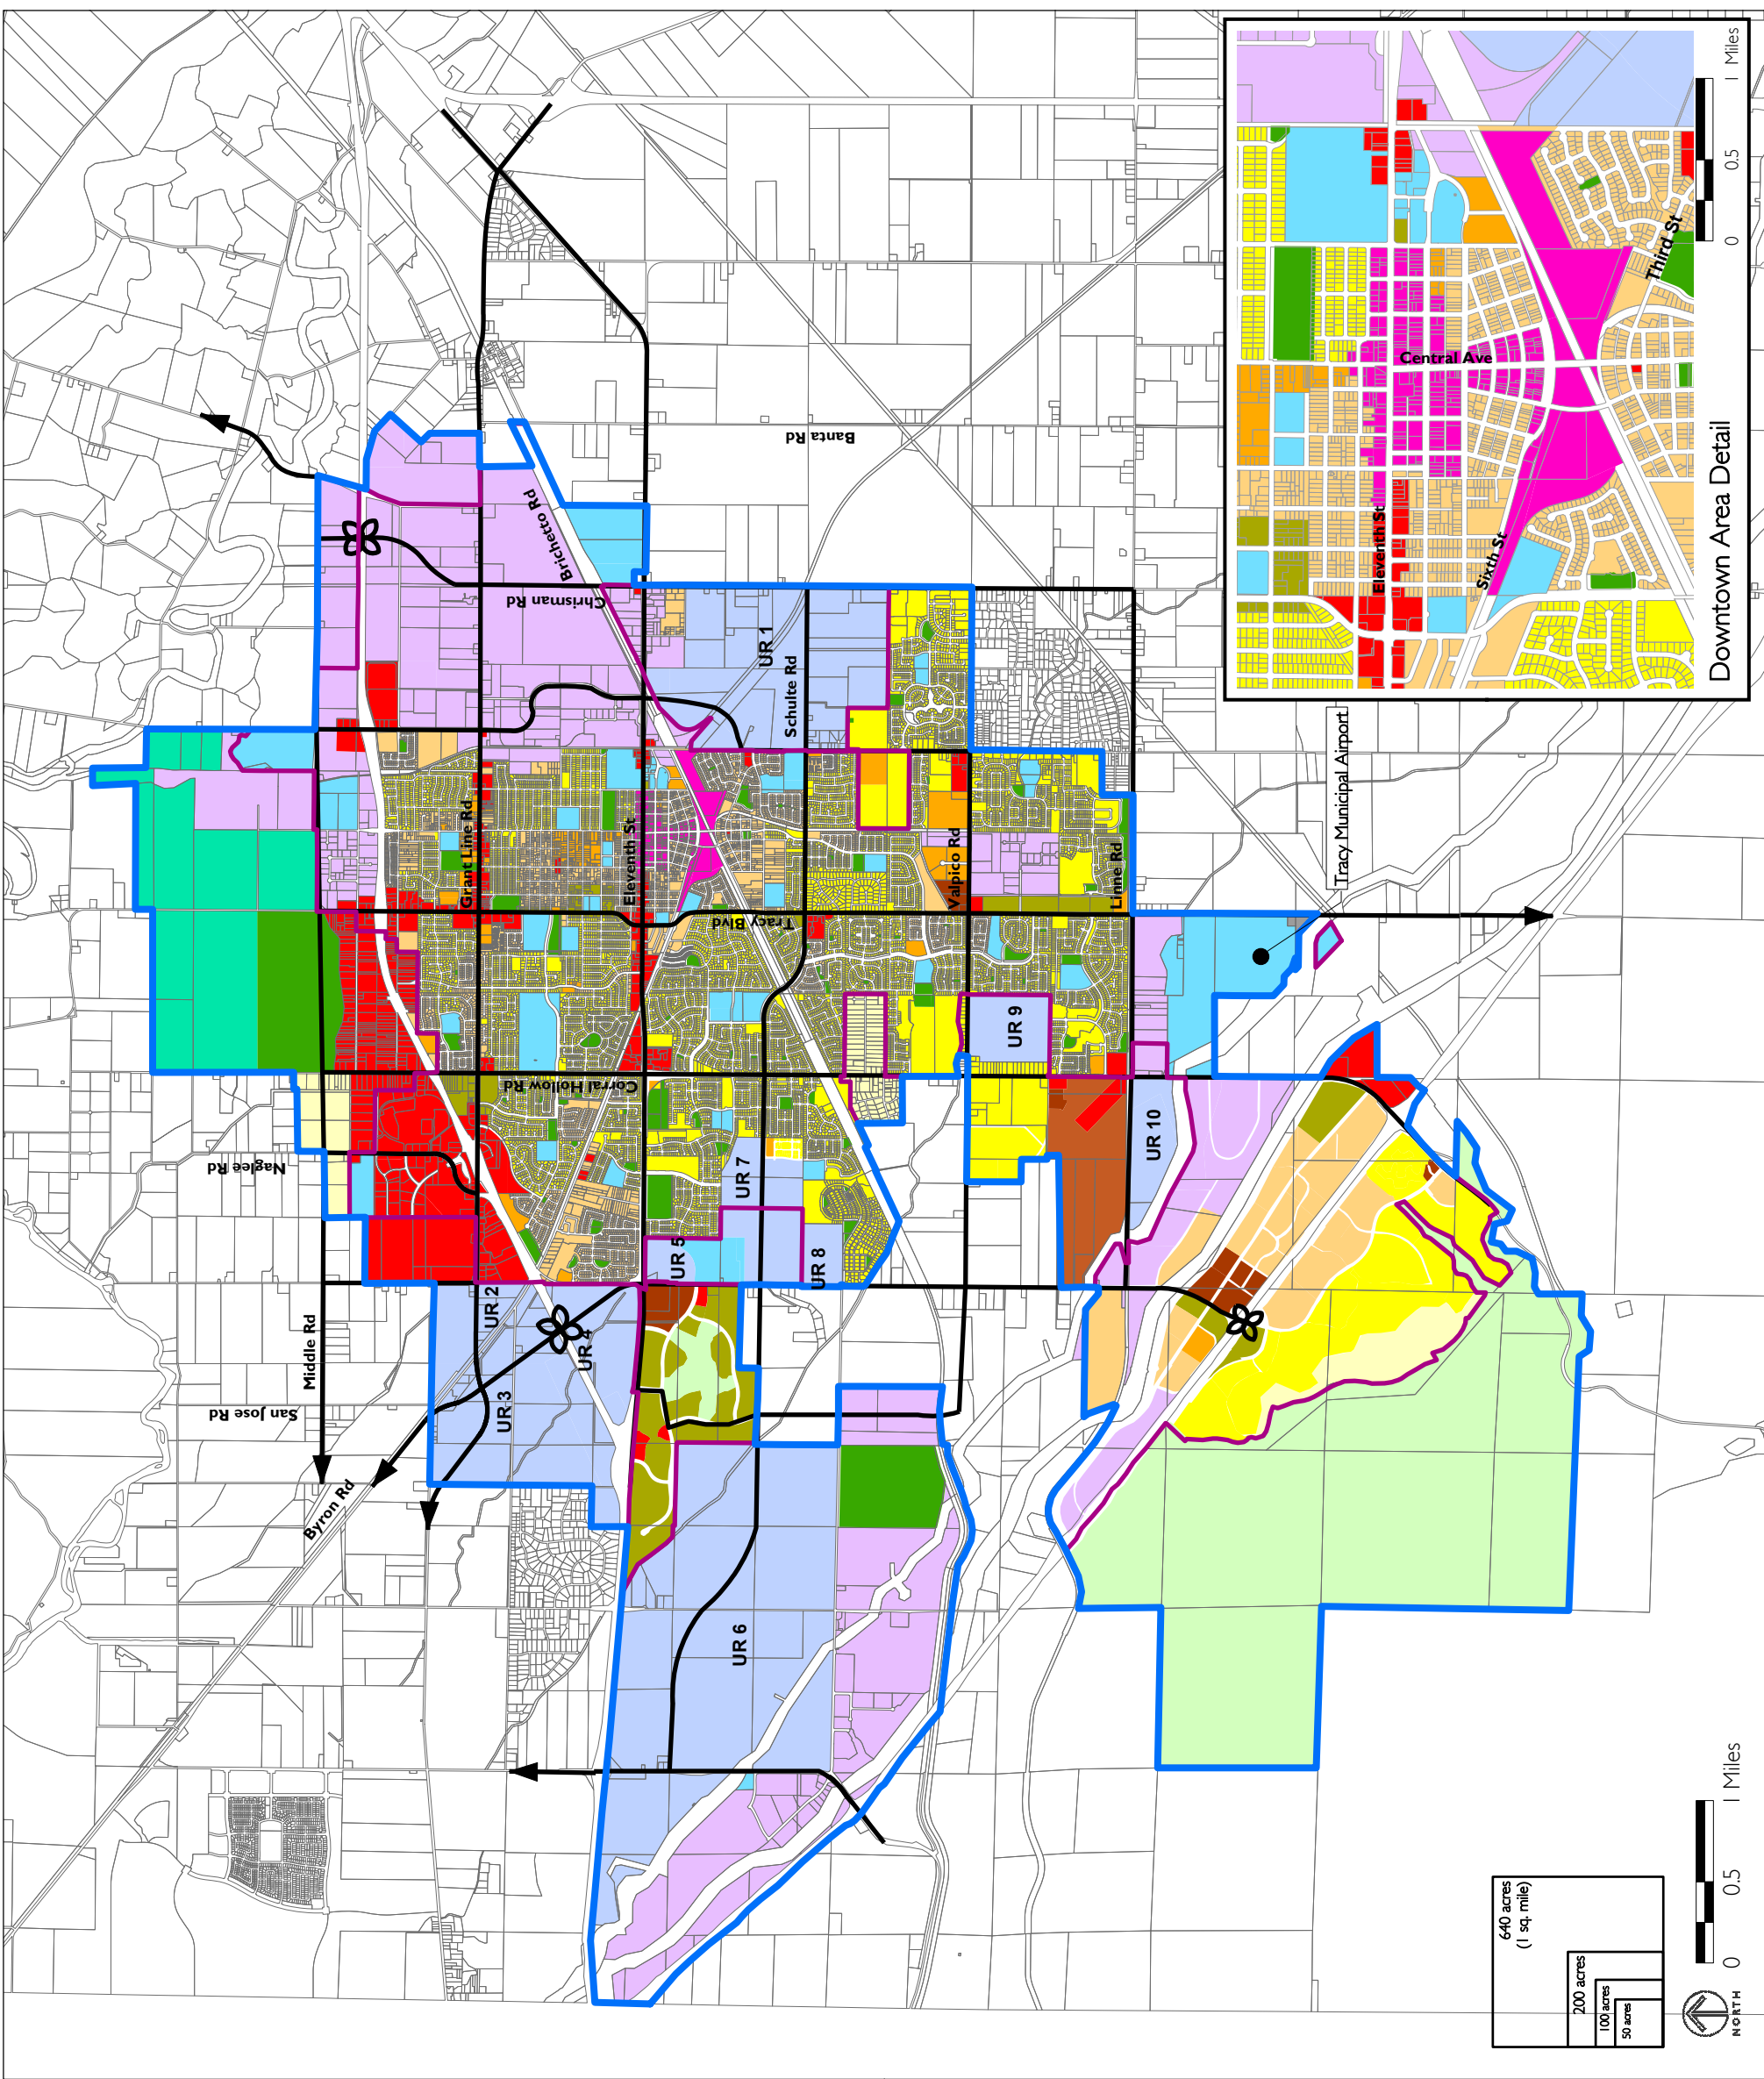 Banta Rd
Brichetto Rd
Chrisman Rd
UR 1
Schulte Rd
Grant Line Rd
Eleventh St
Valpico Rd
Linne Rd
Tracy Blvd
Tracy Municipal Airport
UR 9
Corral Hollow Rd
UR 10
Naglee Rd
UR 7
UR 5
UR 8
UR 2
UR 4
Middle Rd
San Jose Rd
UR 3
Byron Rd
UR 6
Central Ave
Third St
Eleventh St
Sixth St
Downtown Area Detail
0 0.5 1 Miles
640 acres
(1 sq. mile)
200 acres
100 acres
50 acres
NORTH
0 0.5 1 Miles